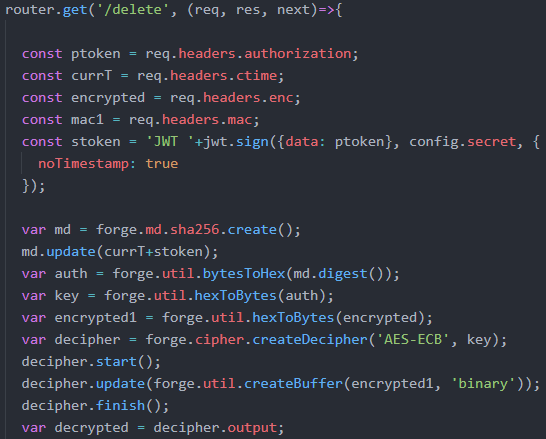 router.get('/delete', (req, res, next)=>{
const ptoken = req.headers.authorization;
const currT = req.headers.ctime;
const encrypted = req.headers.enc;
const mac1 = req.headers.mac;
const stoken = 'JWT '+jwt.sign({data: ptoken}, config.secret, {
noTimestamp: true
});
var md = forge.md.sha256.create();
md.update(currT+stoken);
var auth = forge.util.bytesToHex(md.digest());
var key = forge.util.hexToBytes(auth);
var encrypted1 = forge.util.hexToBytes(encrypted);
var decipher = forge.cipher.createDecipher('AES-ECB', key);
decipher.start();
decipher.update(forge.util.createBuffer(encrypted1, 'binary'));
decipher.finish();
var decrypted = decipher.output;